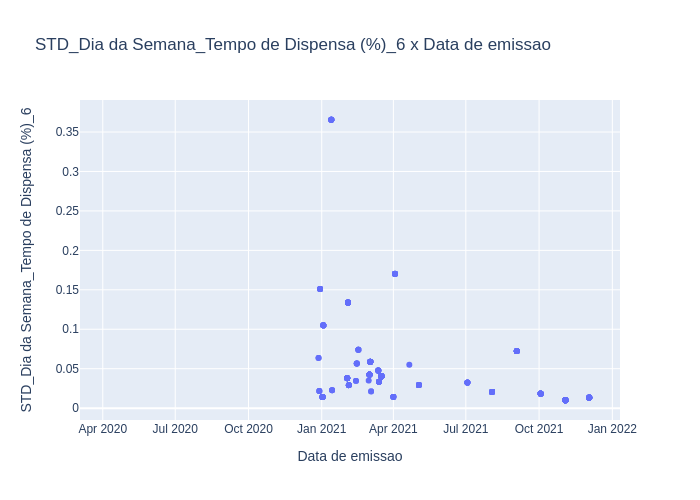 STD_Dia da Semana_Tempo de Dispensa (%)_6 x Data de emissao
STD_Dia da Semana_Tempo de Dispensa (%)_6
0.35
0.3
0.25
0.2
0.15
0.1
0.05
0
Apr 2020 Jul 2020 Oct 2020 Jan 2021 Apr 2021 Jul 2021 Oct 2021 Jan 2022
Data de emissao